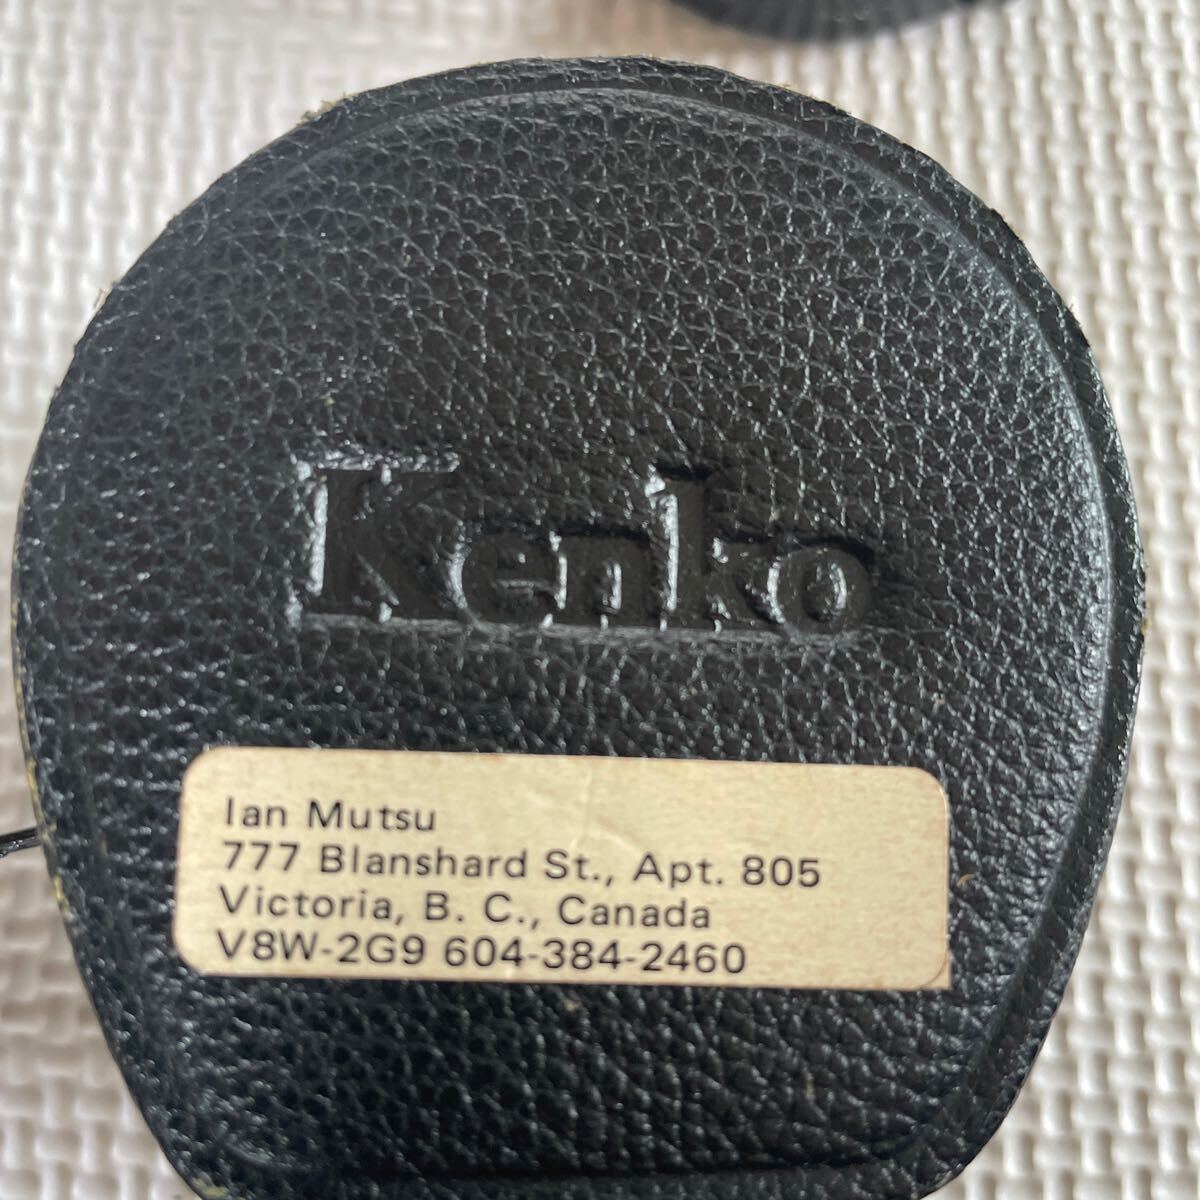 Kenko
Ian Mutsu
777 Blanshard St., Apt. 805
Victoria, B. C., Canada
V8W-2G9 604-384-2460